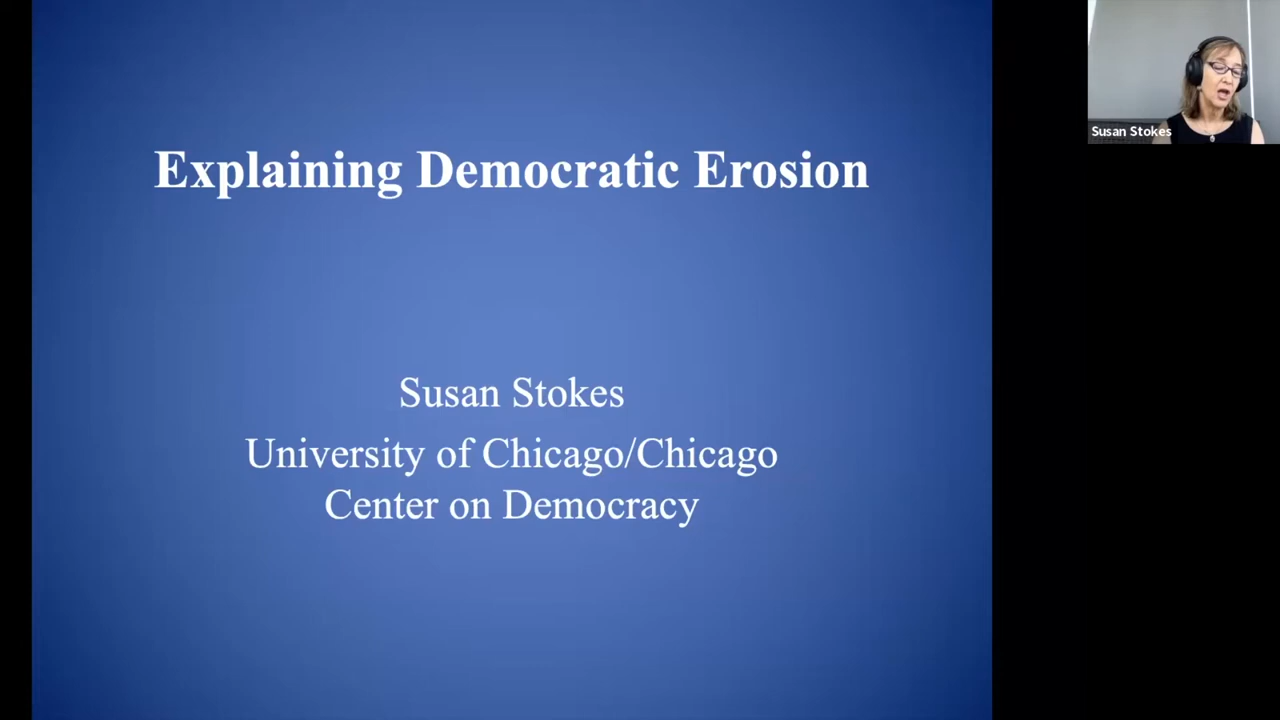 Explaining Democratic Erosion
Susan Stokes
University of Chicago/Chicago
Center on Democracy
Susan Stokes